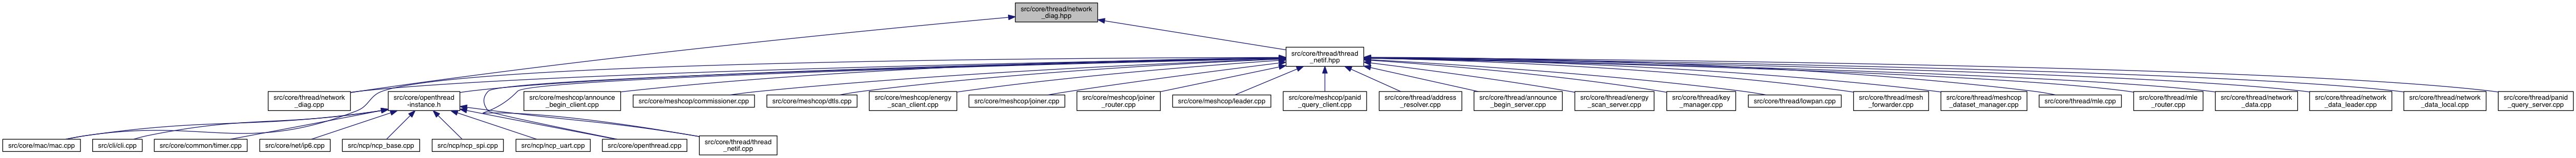 src/core/thread/network
_diag.hpp
src/core/thread/thread
_netif.hpp
src/core/thread/network
_diag.cpp
src/core/openthread
-instance.h
src/core/meshcop/announce
_begin_client.cpp
src/core/meshcop/commissioner.cpp
src/core/meshcop/dtls.cpp
src/core/meshcop/energy
_scan_client.cpp
src/core/meshcop/joiner.cpp
src/core/meshcop/joiner
_router.cpp
src/core/meshcop/leader.cpp
src/core/meshcop/panid
_query_client.cpp
src/core/thread/address
_resolver.cpp
src/core/thread/announce
_begin_server.cpp
src/core/thread/energy
_scan_server.cpp
src/core/thread/key
_manager.cpp
src/core/thread/lowpan.cpp
src/core/thread/mesh
_forwarder.cpp
src/core/thread/meshcop
_dataset_manager.cpp
src/core/thread/mle.cpp
src/core/thread/mle
_router.cpp
src/core/thread/network
_data.cpp
src/core/thread/network
_data_leader.cpp
src/core/thread/network
_data_local.cpp
src/core/thread/panid
_query_server.cpp
src/core/mac/mac.cpp
src/cli/cli.cpp
src/core/common/timer.cpp
src/core/net/ip6.cpp
src/ncp/ncp_base.cpp
src/ncp/ncp_spi.cpp
src/ncp/ncp_uart.cpp
src/core/openthread.cpp
src/core/thread/thread
_netif.cpp